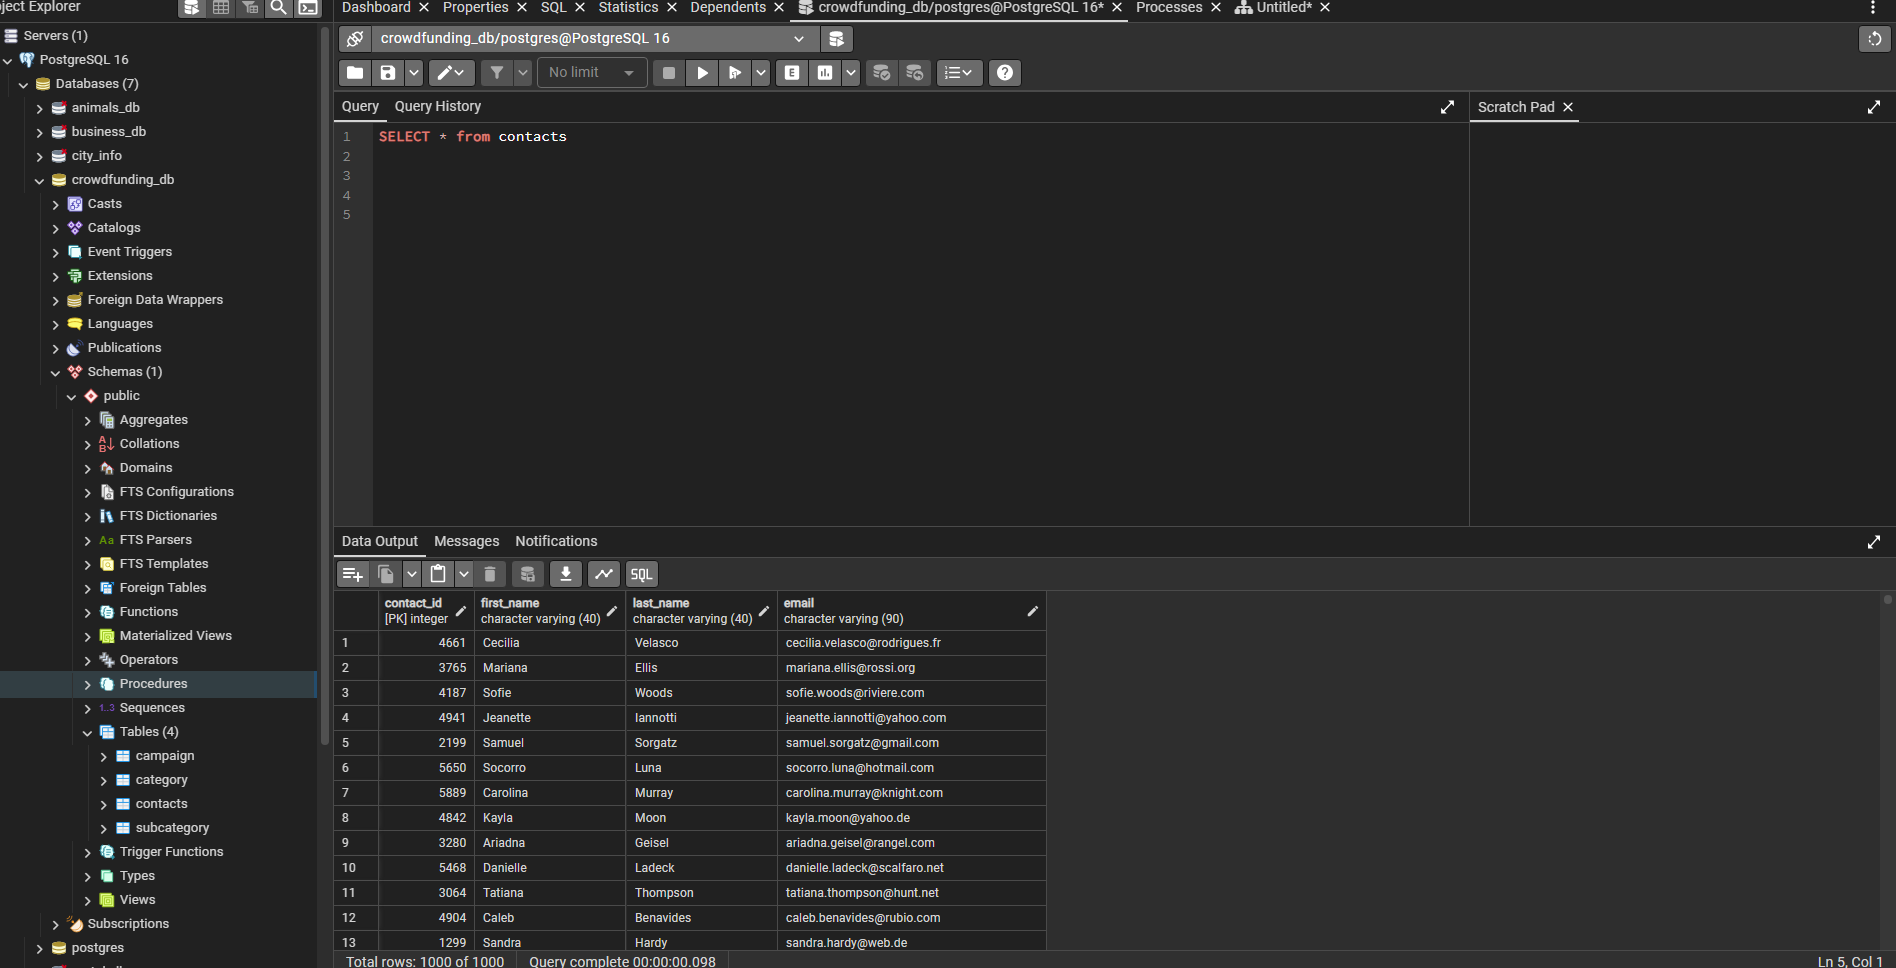 ject Explorer
Dashboard
Properties
SQL
Statistics
Dependents
crowdfunding_db/postgres@PostgreSQL 16*
Processes
Untitled*
Servers (1)
PostgreSQL 16
Databases (7)
animals_db
business_db
city_info
crowdfunding_db
Casts
Catalogs
Event Triggers
Extensions
Foreign Data Wrappers
Languages
Publications
Schemas (1)
public
Aggregates
Collations
Domains
FTS Configurations
FTS Dictionaries
Aa FTS Parsers
FTS Templates
Foreign Tables
Functions
Materialized Views
Operators
Procedures
1..3 Sequences
Tables (4)
campaign
category
contacts
subcategory
Trigger Functions
Types
Views
Subscriptions
postgres
crowdfunding_db/postgres@PostgreSQL 16
No limit
E
Query
Query History
Scratch Pad
1 SELECT * from contacts
2
3
4
5
Data Output
Messages
Notifications
SQL
contact_id first_name last_name email
[PK] integer character varying (40) character varying (40) character varying (90)
1 4661 Cecilia Velasco cecilia.velasco@rodrigues.fr
2 3765 Mariana Ellis mariana.ellis@rossi.org
3 4187 Sofie Woods sofie.woods@riviere.com
4 4941 Jeanette Iannotti jeanette.iannotti@yahoo.com
5 2199 Samuel Sorgatz samuel.sorgatz@gmail.com
6 5650 Socorro Luna socorro.luna@hotmail.com
7 5889 Carolina Murray carolina.murray@knight.com
8 4842 Kayla Moon kayla.moon@yahoo.de
9 3280 Ariadna Geisel ariadna.geisel@rangel.com
10 5468 Danielle Ladeck danielle.ladeck@scalfaro.net
11 3064 Tatiana Thompson tatiana.thompson@hunt.net
12 4904 Caleb Benavides caleb.benavides@rubio.com
13 1299 Sandra Hardy sandra.hardy@web.de
Total rows: 1000 of 1000
Query complete 00:00:00.098
Ln 5, Col 1